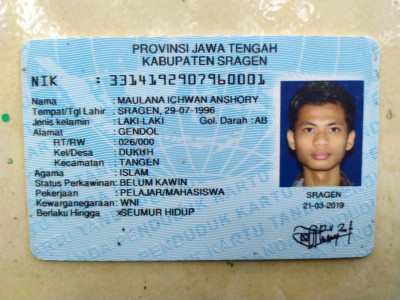 PROVINSI JAWA TENGAH
KABUPATEN SRAGEN
NIK : 3314192907960001
Nama : MAULANA ICHWAN ANSHORY
Tempat/Tgl Lahir : SRAGEN, 29-07-1996
Jenis kelamin : LAKI-LAKI Gol. Darah : AB
Alamat : GENDOL
RT/RW : 026/000
Kel/Desa : DUKUH
Kecamatan : TANGEN
Agama : ISLAM
Status Perkawinan: BELUM KAWIN
Pekerjaan : PELAJAR/MAHASISWA
Kewarganegaraan: WNI
Berlaku Hingga : SEUMUR HIDUP
SRAGEN
21-03-2019